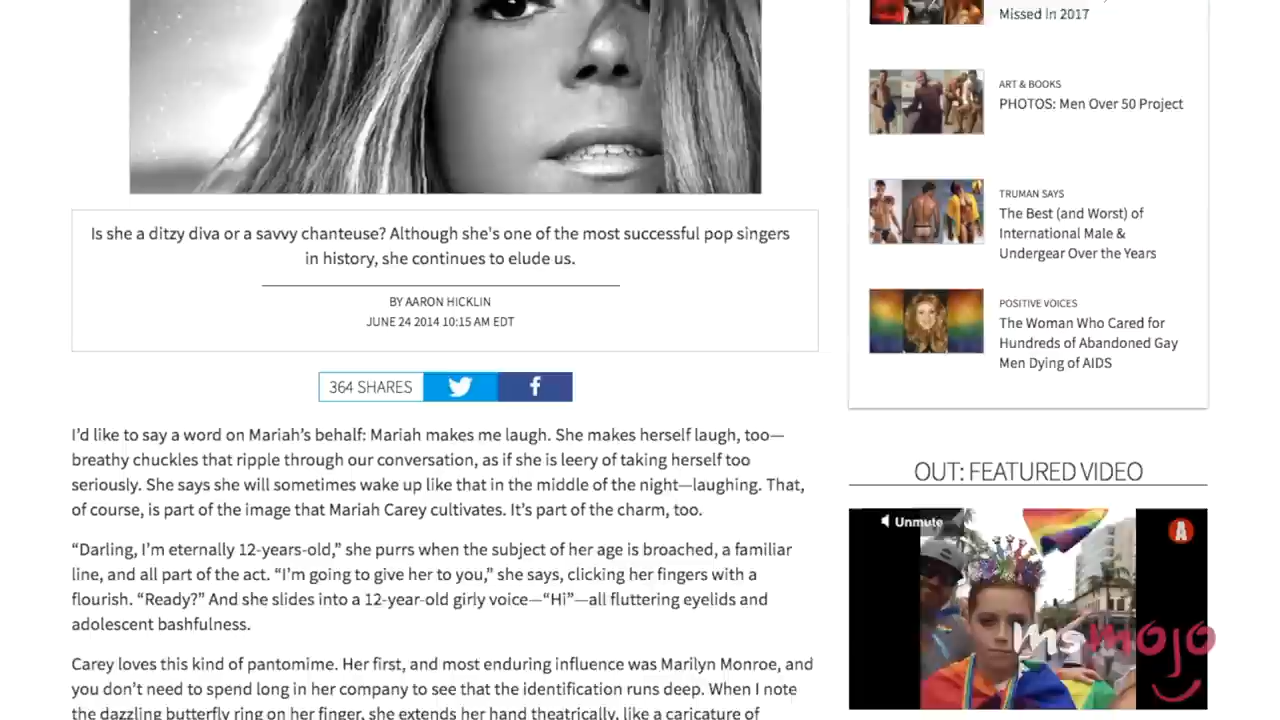 Is she a ditzy diva or a savvy chanteuse? Although she's one of the most successful pop singers
in history, she continues to elude us.
BY AARON HICKLIN
JUNE 24 2014 10:15 AM EDT
364 SHARES
I'd like to say a word on Mariah's behalf: Mariah makes me laugh. She makes herself laugh, too—
breathy chuckles that ripple through our conversation, as if she is leery of taking herself too
seriously. She says she will sometimes wake up like that in the middle of the night—laughing. That,
of course, is part of the image that Mariah Carey cultivates. It's part of the charm, too.
“Darling, I'm eternally 12-years-old,” she purrs when the subject of her age is broached, a familiar
line, and all part of the act. “I'm going to give her to you,” she says, clicking her fingers with a
flourish. “Ready?” And she slides into a 12-year-old girly voice—“Hi”—all fluttering eyelids and
adolescent bashfulness.
Carey loves this kind of pantomime. Her first, and most enduring influence was Marilyn Monroe, and
you don't need to spend long in her company to see that the identification runs deep. When I note
the dazzling butterfly ring on her finger, she extends her hand theatrically, like a caricature of
Missed In 2017
ART & BOOKS
PHOTOS: Men Over 50 Project
TRUMAN SAYS
The Best (and Worst) of
International Male &
Undergear Over the Years
POSITIVE VOICES
The Woman Who Cared for
Hundreds of Abandoned Gay
Men Dying of AIDS
OUT: FEATURED VIDEO
Unmute
A
msmojo